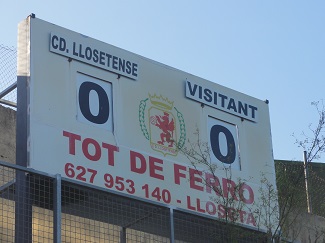 CD. LLOSETENSE
VISITANT
0
0
TOT DE FERRO
627 953 140 - LLOSETA